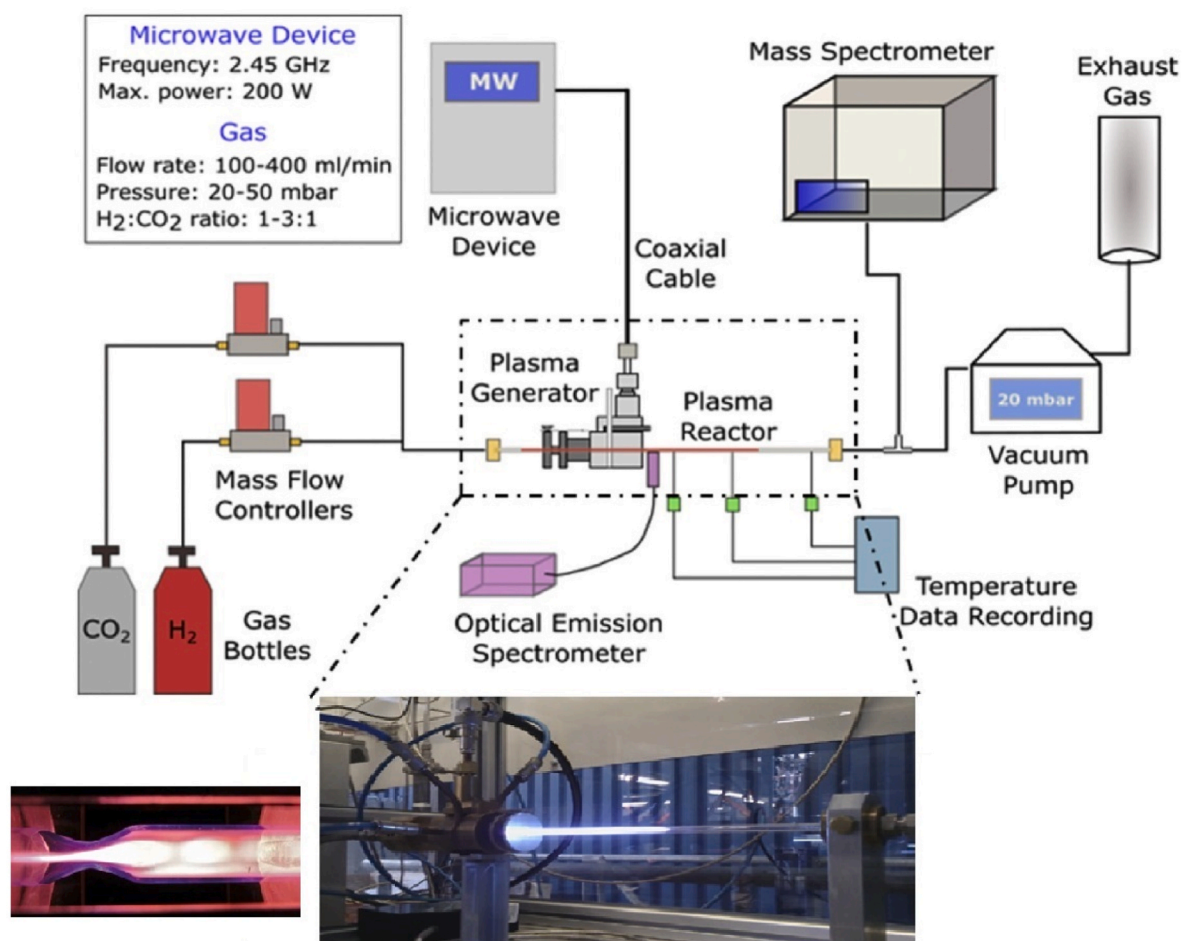 Microwave Device
Frequency: 2.45 GHz
Max. power: 200 W
Gas
Flow rate: 100-400 ml/min
Pressure: 20-50 mbar
H₂:CO₂ ratio: 1-3:1
MW
Microwave
Device
Coaxial
Cable
Mass Spectrometer
Exhaust
Gas
Plasma
Generator
Plasma
Reactor
20 mbar
Vacuum
Pump
Mass Flow
Controllers
CO₂
H₂
Gas
Bottles
Optical Emission
Spectrometer
Temperature
Data Recording